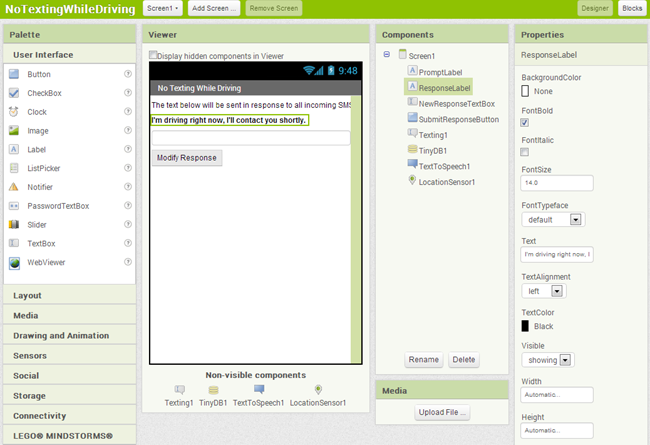 NoTextingWhileDriving
Screen1
Add Screen ...
Remove Screen
Designer
Blocks
Palette
User Interface
Button
CheckBox
Clock
Image
Label
ListPicker
Notifier
PasswordTextBox
Slider
TextBox
WebViewer
Layout
Media
Drawing and Animation
Sensors
Social
Storage
Connectivity
LEGO® MINDSTORMS®
Viewer
Display hidden components in Viewer
9:48
No Texting While Driving
The text below will be sent in response to all incoming SMS
I'm driving right now, I'll contact you shortly.
Modify Response
Non-visible components
Texting1
TinyDB1
TextToSpeech1
LocationSensor1
Components
Screen1
PromptLabel
ResponseLabel
NewResponseTextBox
SubmitResponseButton
Texting1
TinyDB1
TextToSpeech1
LocationSensor1
Rename
Delete
Media
Upload File ...
Properties
ResponseLabel
BackgroundColor
None
FontBold
FontItalic
FontSize
14.0
FontTypeface
default
Text
I'm driving right now, I
TextAlignment
left
TextColor
Black
Visible
showing
Width
Automatic...
Height
Automatic...